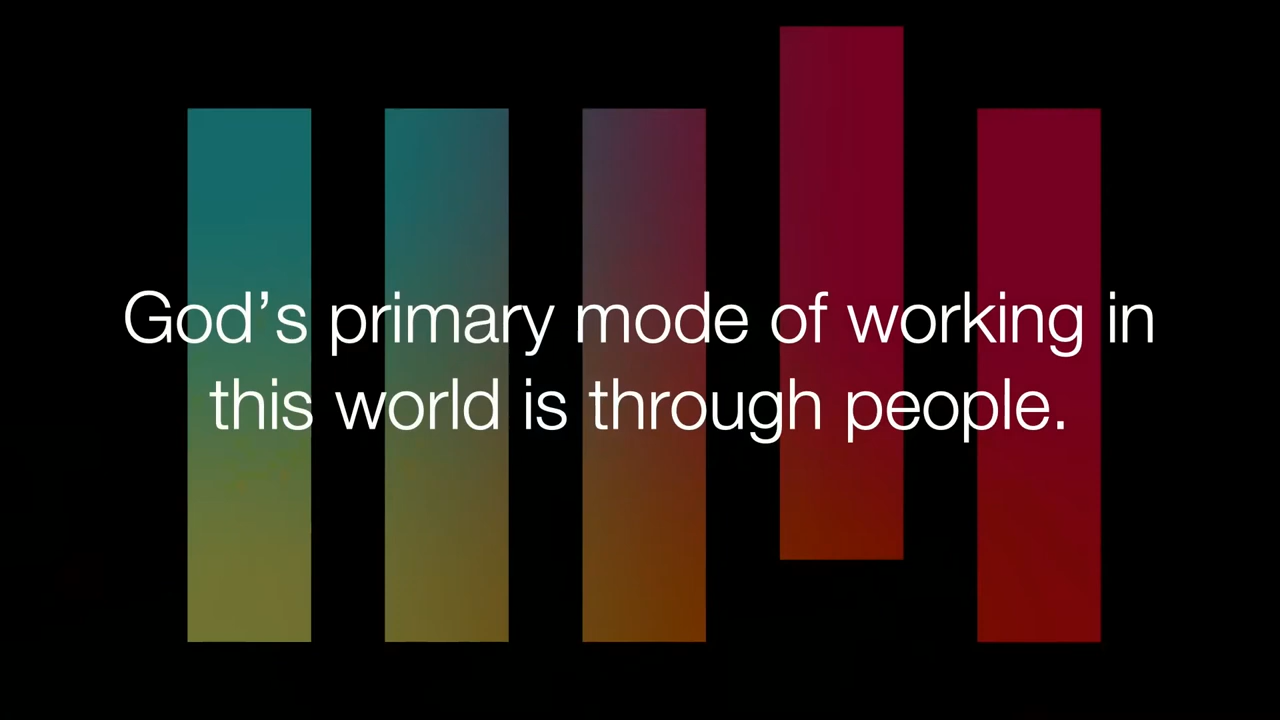 God’s primary mode of working in
this world is through people.